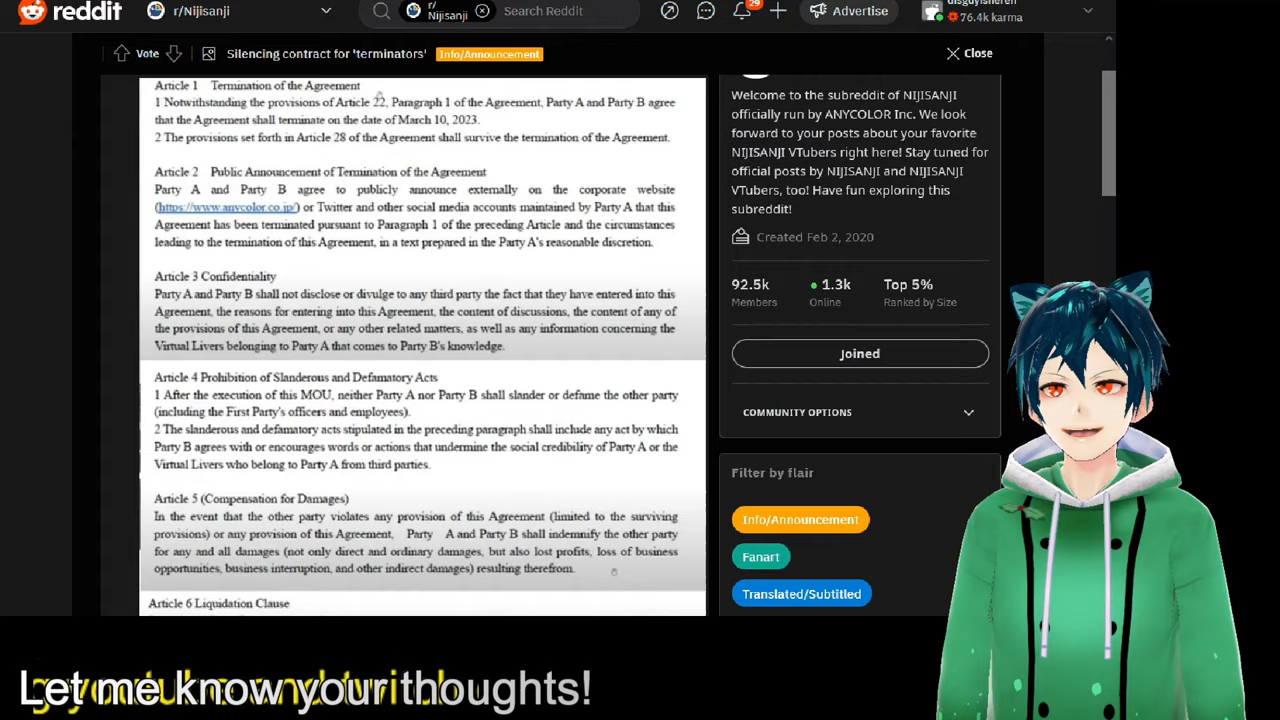 reddit
r/Nijisanji
r/
Nijisanji
Search Reddit
29
Advertise
76.4k karma
Vote
Silencing contract for 'terminators'
Info/Announcement
Close
Article 1 Termination of the Agreement
1 Notwithstanding the provisions of Article 22, Paragraph 1 of the Agreement, Party A and Party B agree
that the Agreement shall terminate on the date of March 10, 2023.
2 The provisions set forth in Article 28 of the Agreement shall survive the termination of the Agreement.
Article 2 Public Announcement of Termination of the Agreement
Party A and Party B agree to publicly announce externally on the corporate website
(https://www.anycolor.co.jp/) or Twitter and other social media accounts maintained by Party A that this
Agreement has been terminated pursuant to Paragraph 1 of the preceding Article and the circumstances
leading to the termination of this Agreement, in a text prepared in the Party A's reasonable discretion.
Article 3 Confidentiality
Party A and Party B shall not disclose or divulge to any third party the fact that they have entered into this
Agreement, the reasons for entering into this Agreement, the content of discussions, the content of any of
the provisions of this Agreement, or any other related matters, as well as any information concerning the
Virtual Livers belonging to Party A that comes to Party B's knowledge.
Article 4 Prohibition of Slanderous and Defamatory Acts
1 After the execution of this MOU, neither Party A nor Party B shall slander or defame the other party
(including the First Party's officers and employees).
2 The slanderous and defamatory acts stipulated in the preceding paragraph shall include any act by which
Party B agrees with or encourages words or actions that undermine the social credibility of Party A or the
Virtual Livers who belong to Party A from third parties.
Article 5 (Compensation for Damages)
In the event that the other party violates any provision of this Agreement (limited to the surviving
provisions) or any provision of this Agreement, Party A and Party B shall indemnify the other party
for any and all damages (not only direct and ordinary damages, but also lost profits, loss of business
opportunities, business interruption, and other indirect damages) resulting therefrom.
Article 6 Liquidation Clause
Welcome to the subreddit of NIJISANJI
officially run by ANYCOLOR Inc. We look
forward to your posts about your favorite
NIJISANJI VTubers right here! Stay tuned for
official posts by NIJISANJI and NIJISANJI
VTubers, too! Have fun exploring this
subreddit!
Created Feb 2, 2020
92.5k 1.3k Top 5%
Members Online Ranked by Size
Joined
COMMUNITY OPTIONS
Filter by flair
Info/Announcement
Fanart
Translated/Subtitled
Let me know your thoughts!